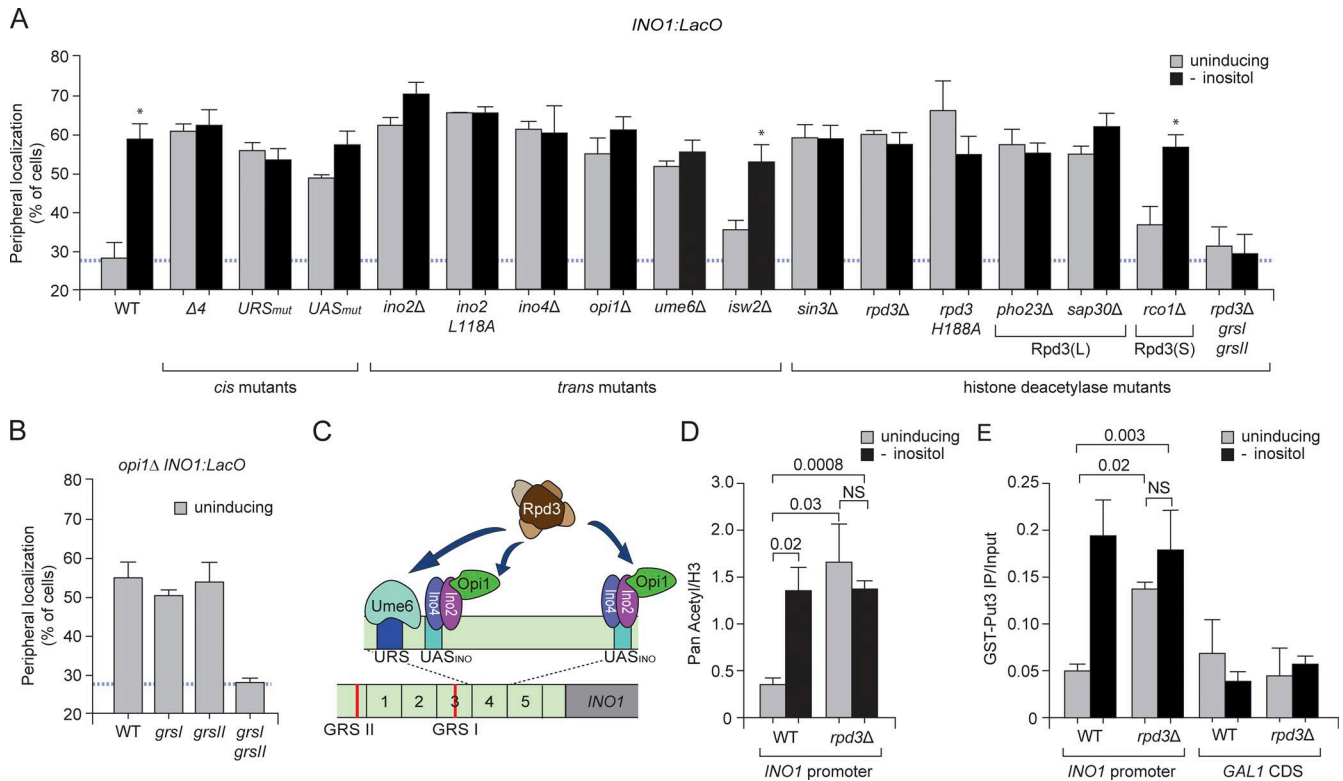 A
INO1:LacO
uninducing
- inositol
Peripheral localization
(% of cells)
80
70
60
50
40
30
20
*
*
*
WT
Δ4
URSmut
UASmut
ino2Δ
ino2
L118A
ino4Δ
opi1Δ
ume6Δ
isw2Δ
sin3Δ
rpd3Δ
rpd3
H188A
pho23Δ
sap30Δ
rco1Δ
rpd3Δ
grsI
grsII
Rpd3(L)
Rpd3(S)
cis mutants
trans mutants
histone deacetylase mutants
B
opi1Δ INO1:LacO
uninducing
Peripheral localization
(% of cells)
80
70
60
50
40
30
20
WT
grsI
grsII
grsI
grsII
C
Rpd3
Ume6
Ino4
Ino2
Opi1
Ino4
Ino2
Opi1
URS
UASINO
UASINO
1
2
3
4
5
INO1
GRS II
GRS I
D
uninducing
- inositol
0.0008
NS
0.03
0.02
Pan Acetyl/H3
2.5
2.0
1.5
1.0
0.5
0
WT
rpd3Δ
INO1 promoter
E
uninducing
- inositol
0.003
0.02
NS
GST-Put3 IP/Input
0.25
0.20
0.15
0.10
0.05
0
WT
rpd3Δ
WT
rpd3Δ
INO1 promoter
GAL1 CDS